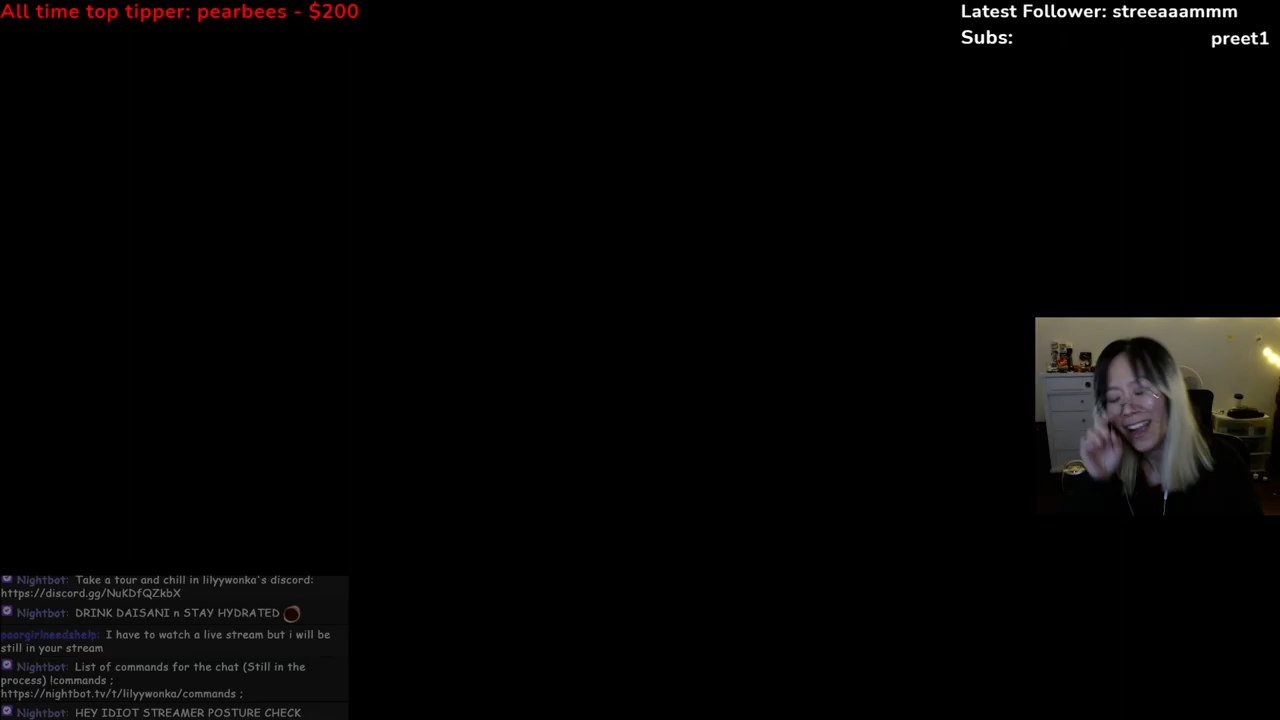 All time top tipper: pearbees - $200
Latest Follower: streeaaammm
Subs: preet1
Nightbot: Take a tour and chill in lilyywonka's discord:
https://discord.gg/NuKDfQZkbX
Nightbot: DRINK DAISANI n STAY HYDRATED
paorgirlneedshelp: I have to watch a live stream but i will be
still in your stream
Nightbot: List of commands for the chat (Still in the
process) !commands ;
https://nightbot.tv/t/lilyywonka/commands ;
Nightbot: HEY IDIOT STREAMER POSTURE CHECK